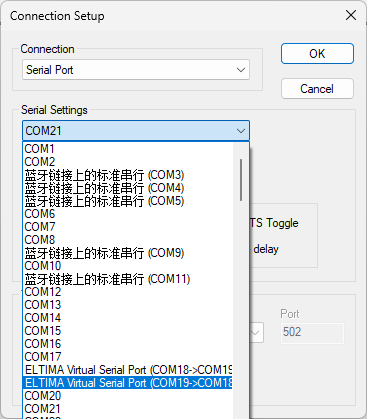 Connection Setup
Connection
Serial Port
OK
Cancel
Serial Settings
COM21
COM1
COM2
蓝牙链接上的标准串行 (COM3)
蓝牙链接上的标准串行 (COM4)
蓝牙链接上的标准串行 (COM5)
COM6
COM7
COM8
蓝牙链接上的标准串行 (COM9)
COM10
蓝牙链接上的标准串行 (COM11)
COM12
COM13
COM14
COM15
COM16
COM17
ELTIMA Virtual Serial Port (COM18->COM19
ELTIMA Virtual Serial Port (COM19->COM18
COM20
COM21
TS Toggle
delay
Port
502